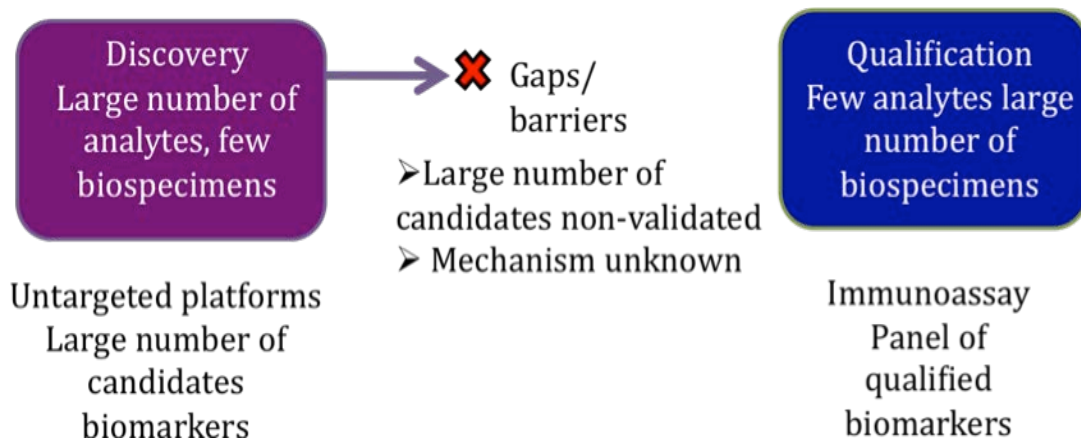 Discovery
Large number of
analytes, few
biospecimens
Gaps/
barriers
➢Large number of
candidates non-validated
➢ Mechanism unknown
Qualification
Few analytes large
number of
biospecimens
Untargeted platforms
Large number of
candidates
biomarkers
Immunoassay
Panel of
qualified
biomarkers